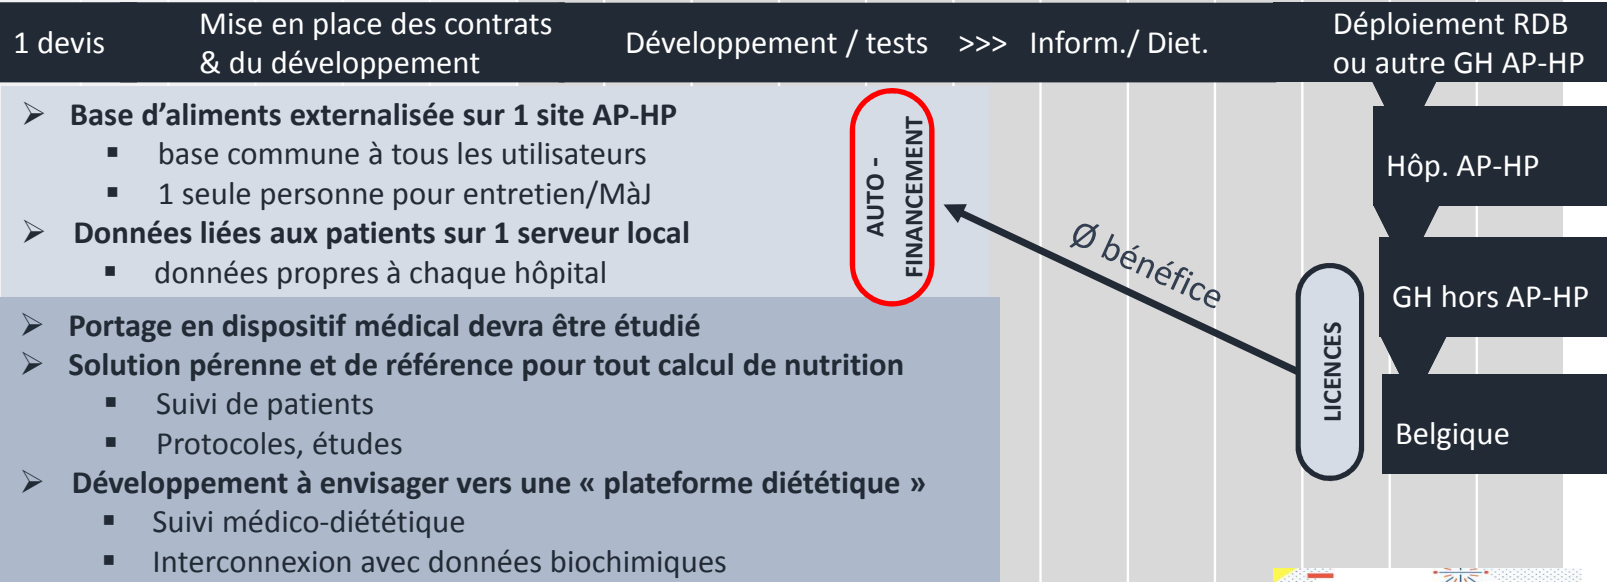 1 devis
Mise en place des contrats
& du développement
Développement / tests >>> Inform./ Diet.
Déploiement RDB
ou autre GH AP-HP
➢ Base d’aliments externalisée sur 1 site AP-HP
▪ base commune à tous les utilisateurs
▪ 1 seule personne pour entretien/MàJ
➢ Données liées aux patients sur 1 serveur local
▪ données propres à chaque hôpital
AUTO -
FINANCEMENT
➢ Portage en dispositif médical devra être étudié
➢ Solution pérenne et de référence pour tout calcul de nutrition
▪ Suivi de patients
▪ Protocoles, études
➢ Développement à envisager vers une « plateforme diététique »
▪ Suivi médico-diététique
▪ Interconnexion avec données biochimiques
Ø bénéfice
LICENCES
Hôp. AP-HP
GH hors AP-HP
Belgique